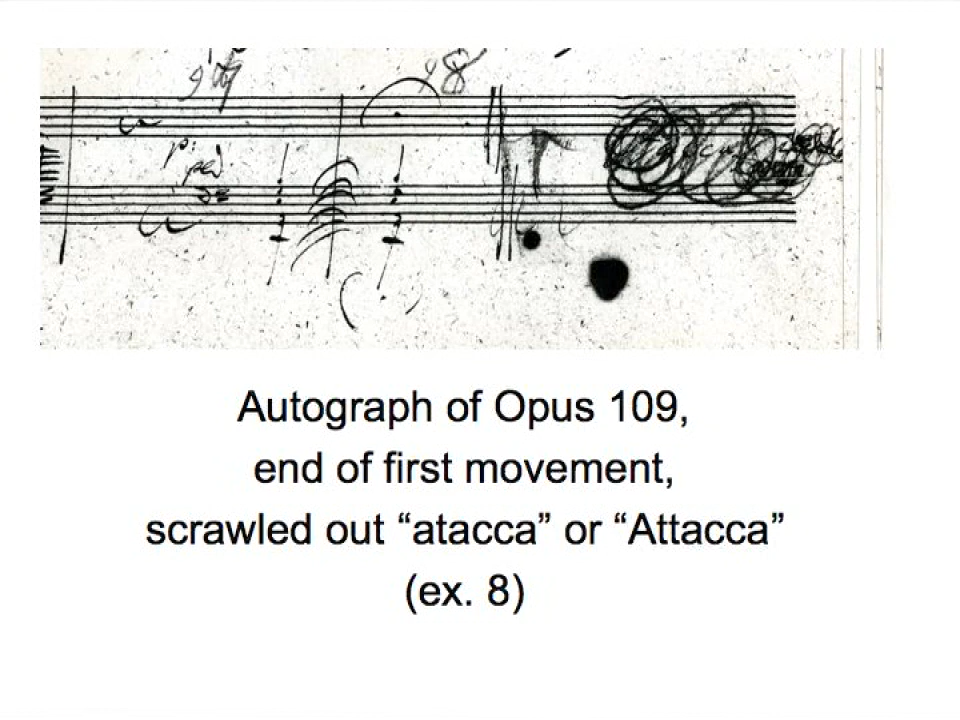 Autograph of Opus 109,
end of first movement,
scrawled out “atacca” or “Attacca”
(ex. 8)